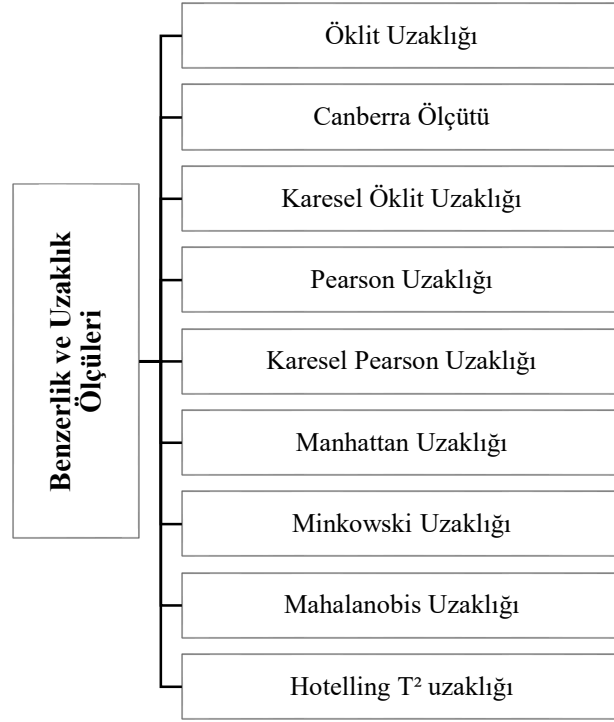 Benzerlik ve Uzaklık
Ölçüleri
Öklit Uzaklığı
Canberra Ölçütü
Karesel Öklit Uzaklığı
Pearson Uzaklığı
Karesel Pearson Uzaklığı
Manhattan Uzaklığı
Minkowski Uzaklığı
Mahalanobis Uzaklığı
Hotelling T² uzaklığı